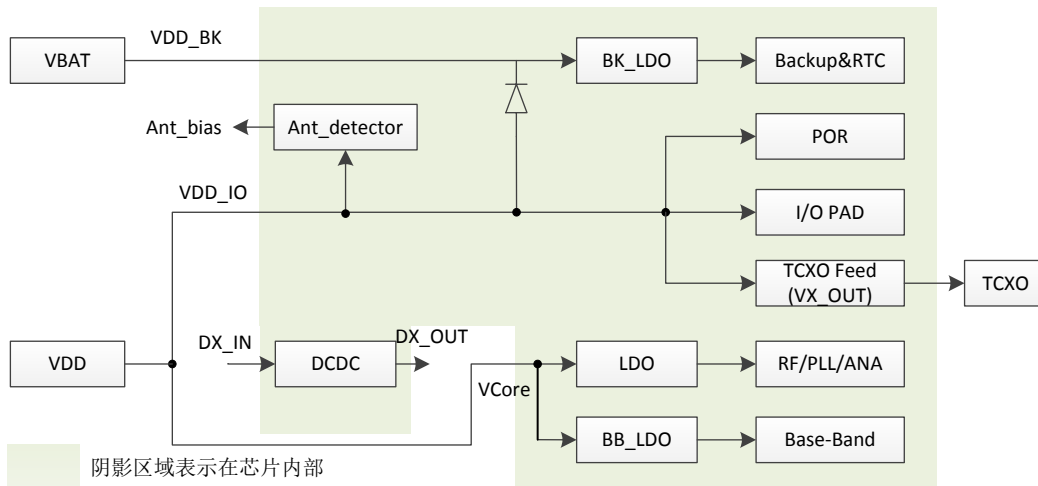 VDD_BK
VBAT
BK_LDO
Backup&RTC
Ant_bias
Ant_detector
POR
VDD_IO
I/O PAD
TCXO Feed
(VX_OUT)
TCXO
DX_IN
DX_OUT
VDD
DCDC
LDO
RF/PLL/ANA
VCore
BB_LDO
Base-Band
阴影区域表示在芯片内部